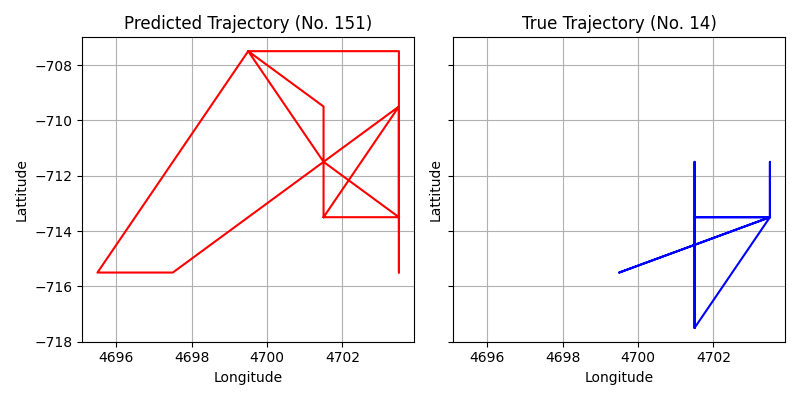 Predicted Trajectory (No. 151)
Lattitude
−708
−710
−712
−714
−716
−718
4696 4698 4700 4702
Longitude
True Trajectory (No. 14)
Lattitude
4696 4698 4700 4702
Longitude